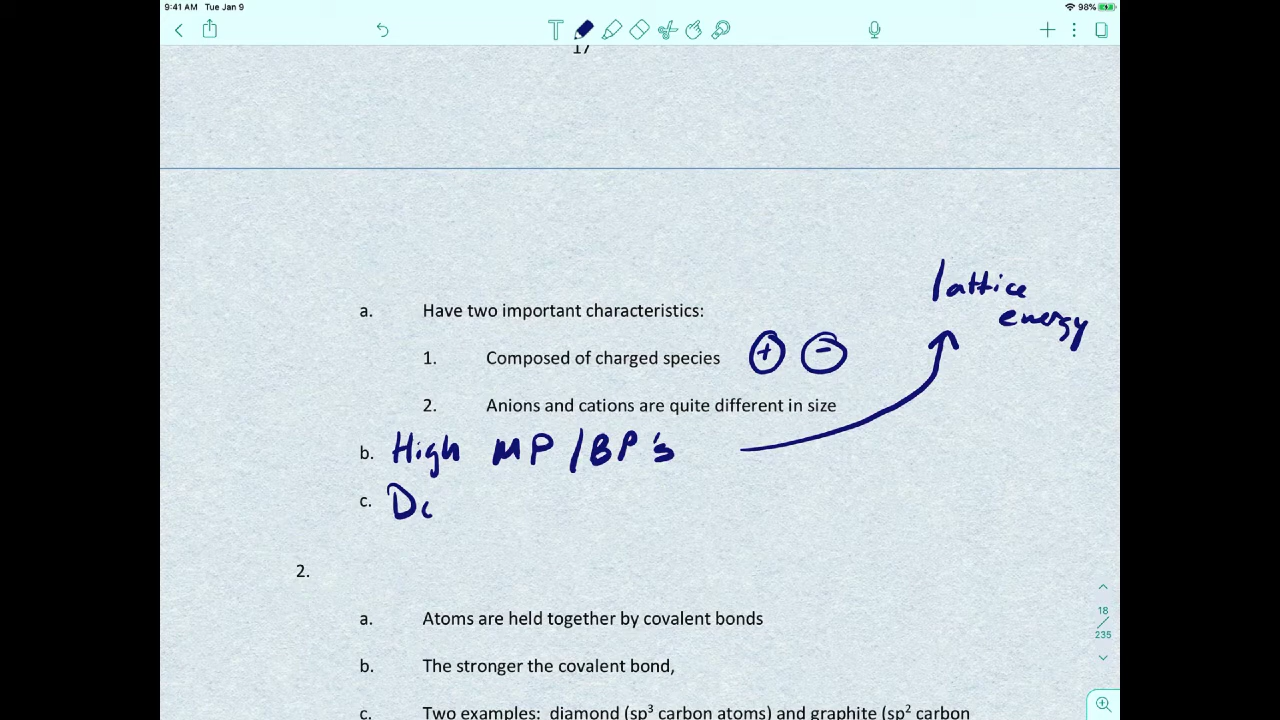 9:41 AM Tue Jan 9
98%
T
17
lattice
energy
a. Have two important characteristics:
1. Composed of charged species + -
2. Anions and cations are quite different in size
b. High MP/BP's
c. Do
2.
a. Atoms are held together by covalent bonds
b. The stronger the covalent bond,
c. Two examples: diamond (sp³ carbon atoms) and graphite (sp² carbon
18
/
235